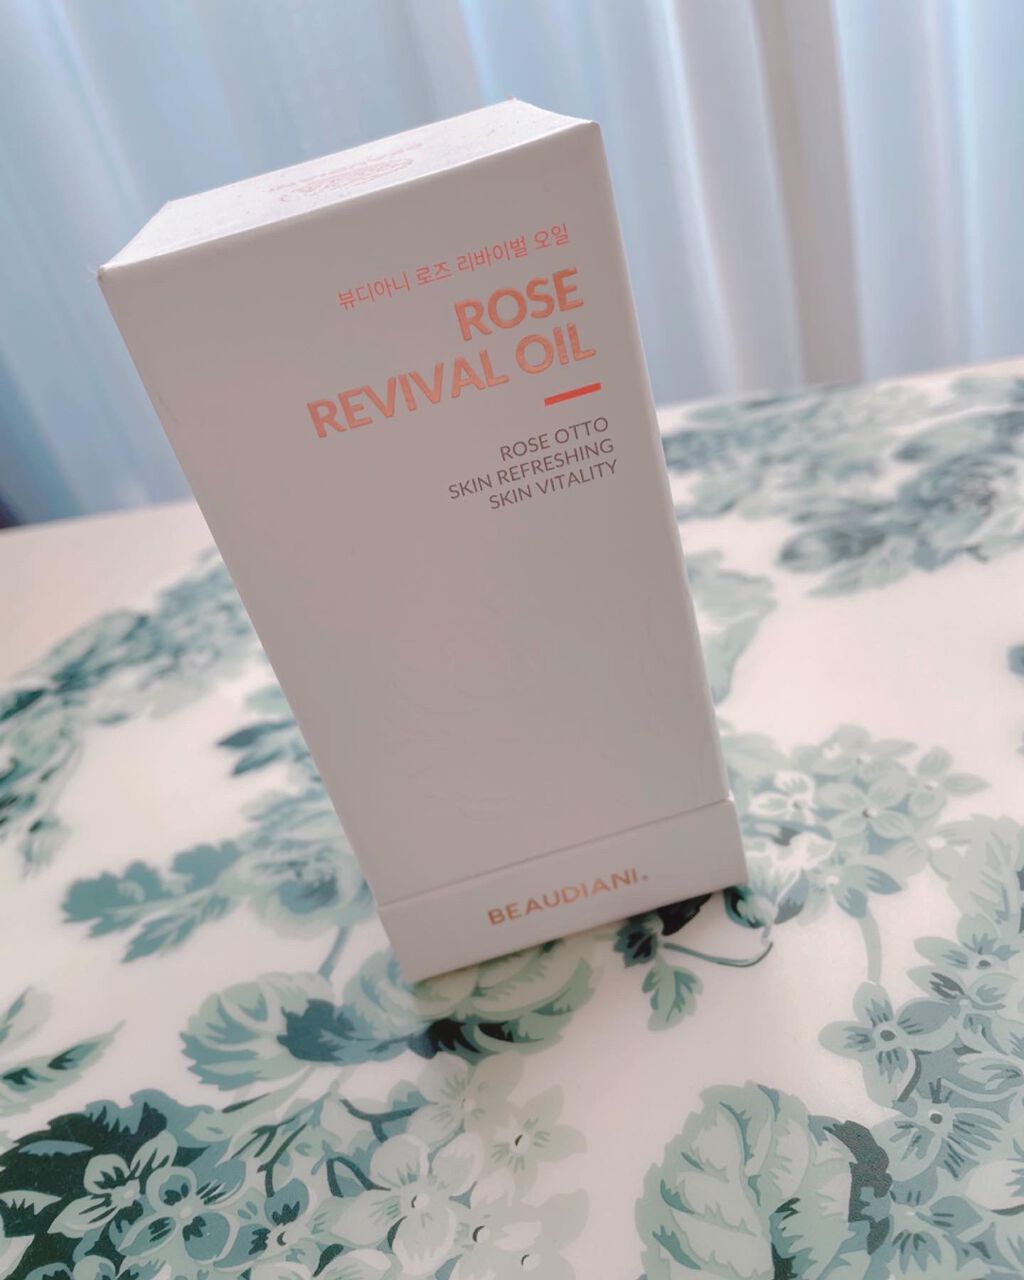 뷰디아니 로즈 리바이벌 오일
ROSE
REVIVAL OIL
ROSE OTTO
SKIN REFRESHING
SKIN VITALITY
BEAUDIANI.